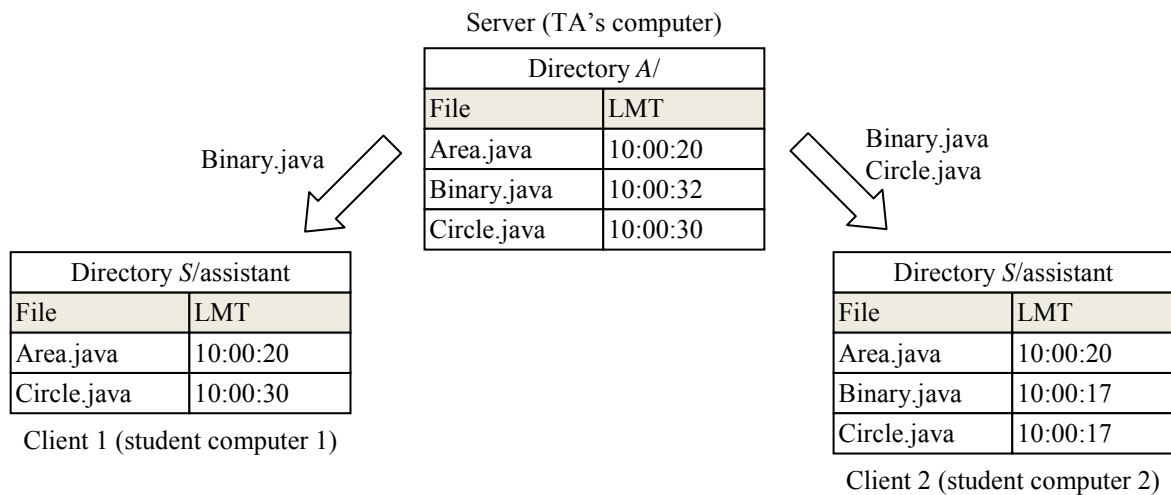 Server (TA's computer)
Directory A/
File LMT
Area.java 10:00:20
Binary.java 10:00:32
Circle.java 10:00:30
Binary.java
Binary.java
Circle.java
Directory S/assistant
File LMT
Area.java 10:00:20
Circle.java 10:00:30
Client 1 (student computer 1)
Directory S/assistant
File LMT
Area.java 10:00:20
Binary.java 10:00:17
Circle.java 10:00:17
Client 2 (student computer 2)